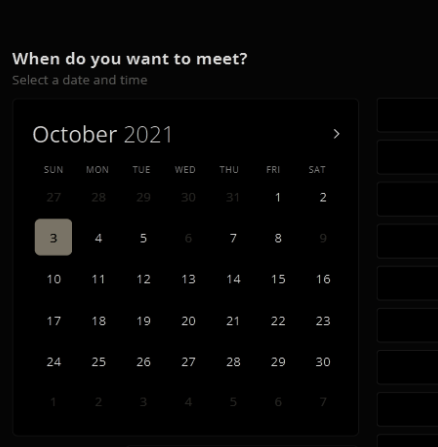 When do you want to meet?
Select a date and time
October 2021
SUN MON TUE WED THU FRI SAT
27 28 29 30 31 1 2
3 4 5 6 7 8 9
10 11 12 13 14 15 16
17 18 19 20 21 22 23
24 25 26 27 28 29 30
1 2 3 4 5 6 7